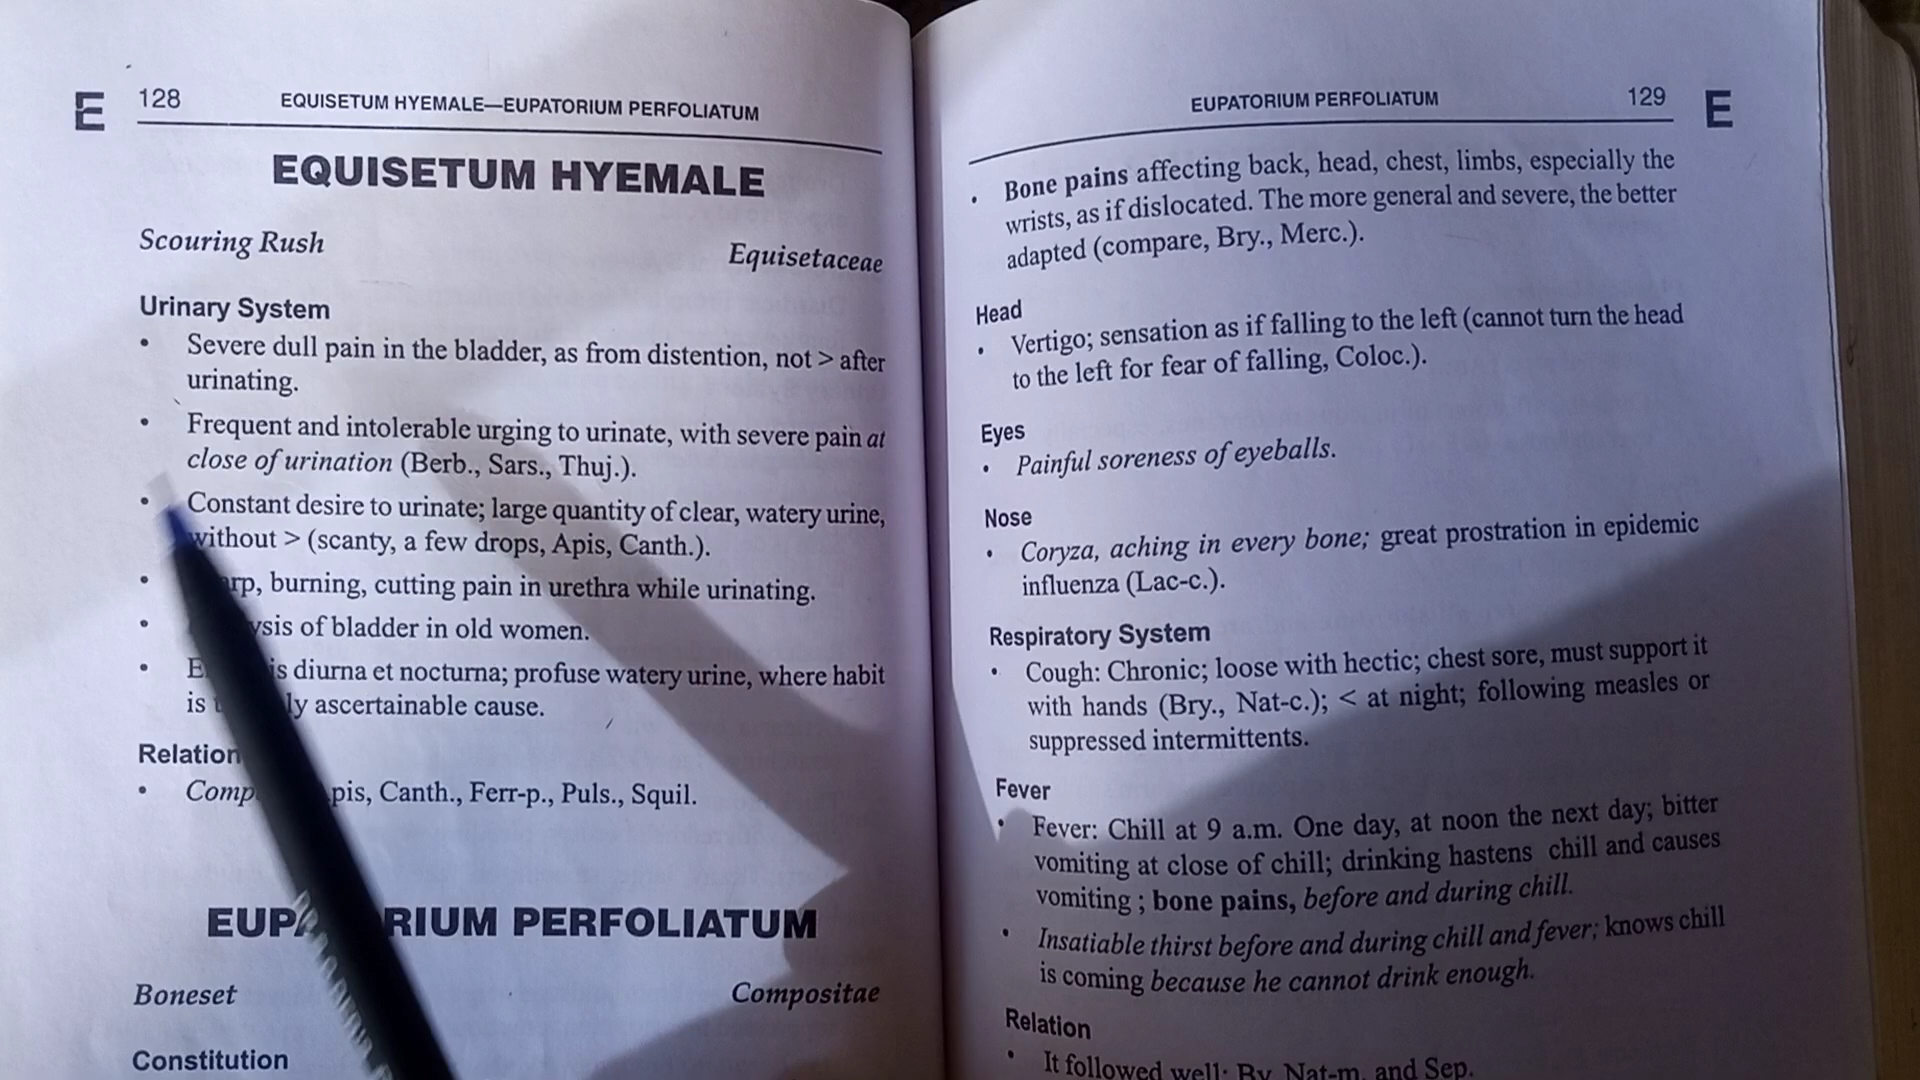 E
128
EQUISETUM HYEMALE—EUPATORIUM PERFOLIATUM
EQUISETUM HYEMALE
Scouring Rush Equisetaceae
Urinary System
• Severe dull pain in the bladder, as from distention, not > after
urinating.
• Frequent and intolerable urging to urinate, with severe pain at
close of urination (Berb., Sars., Thuj.).
• Constant desire to urinate; large quantity of clear, watery urine,
without > (scanty, a few drops, Apis, Canth.).
• burning, cutting pain in urethra while urinating.
• of bladder in old women.
• diurna et nocturna; profuse watery urine, where habit
is ascertainable cause.
Relation
• Canth., Ferr-p., Puls., Squil.
PERFOLIATUM
Boneset Compositae
Constitution
EUPATORIUM PERFOLIATUM
129
E
• Bone pains affecting back, head, chest, limbs, especially the
wrists, as if dislocated. The more general and severe, the better
adapted (compare, Bry., Merc.).
Head
• Vertigo; sensation as if falling to the left (cannot turn the head
to the left for fear of falling, Coloc.).
Eyes
• Painful soreness of eyeballs.
Nose
• Coryza, aching in every bone; great prostration in epidemic
influenza (Lac-c.).
Respiratory System
• Cough: Chronic; loose with hectic; chest sore, must support it
with hands (Bry., Nat-c.); < at night; following measles or
suppressed intermittents.
Fever
• Fever: Chill at 9 a.m. One day, at noon the next day; bitter
vomiting at close of chill; drinking hastens chill and causes
vomiting ; bone pains, before and during chill.
• Insatiable thirst before and during chill and fever; knows chill
is coming because he cannot drink enough.
Relation
• It followed well: By, Nat-m. and Sep.